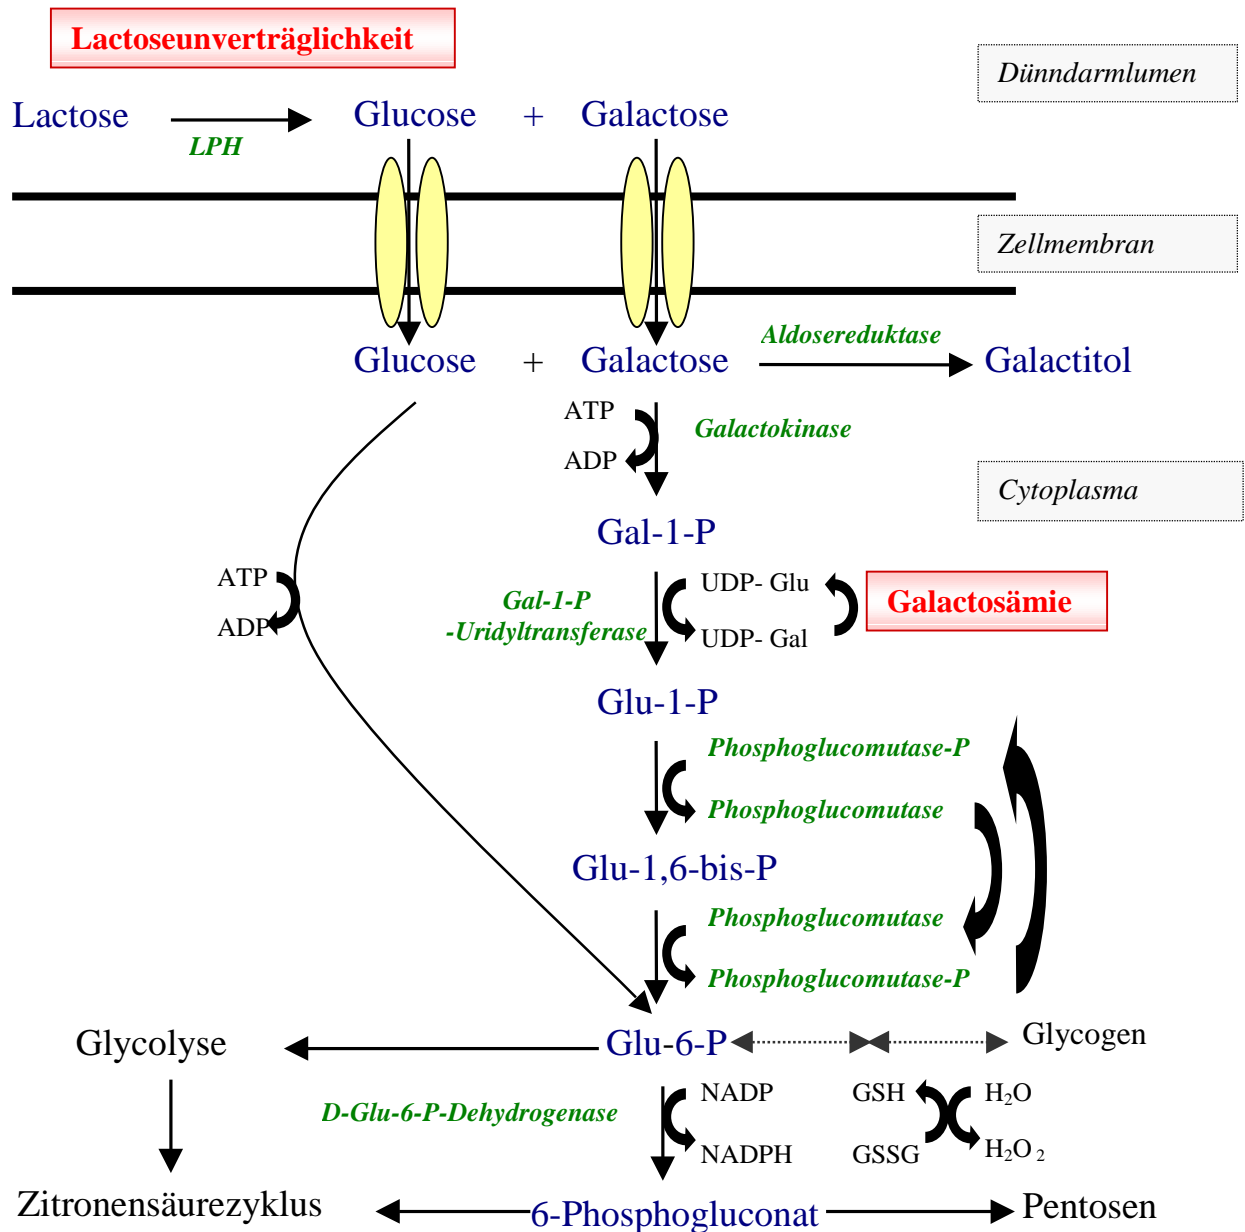 Lactoseunverträglichkeit
Dünndarmlumen
Lactose
LPH
Glucose + Galactose
Zellmembran
Glucose + Galactose
Aldosereduktase
Galactitol
ATP
ADP
Galactokinase
Cytoplasma
Gal-1-P
ATP
ADP
Gal-1-P
-Uridyltransferase
UDP- Glu
UDP- Gal
Galactosämie
Glu-1-P
Phosphoglucomutase-P
Phosphoglucomutase
Glu-1,6-bis-P
Phosphoglucomutase
Phosphoglucomutase-P
Glycolyse
Glu-6-P
Glycogen
D-Glu-6-P-Dehydrogenase
NADP
NADPH
GSH
GSSG
H₂O
H₂O₂
Zitronensäurezyklus
6-Phosphogluconat
Pentosen